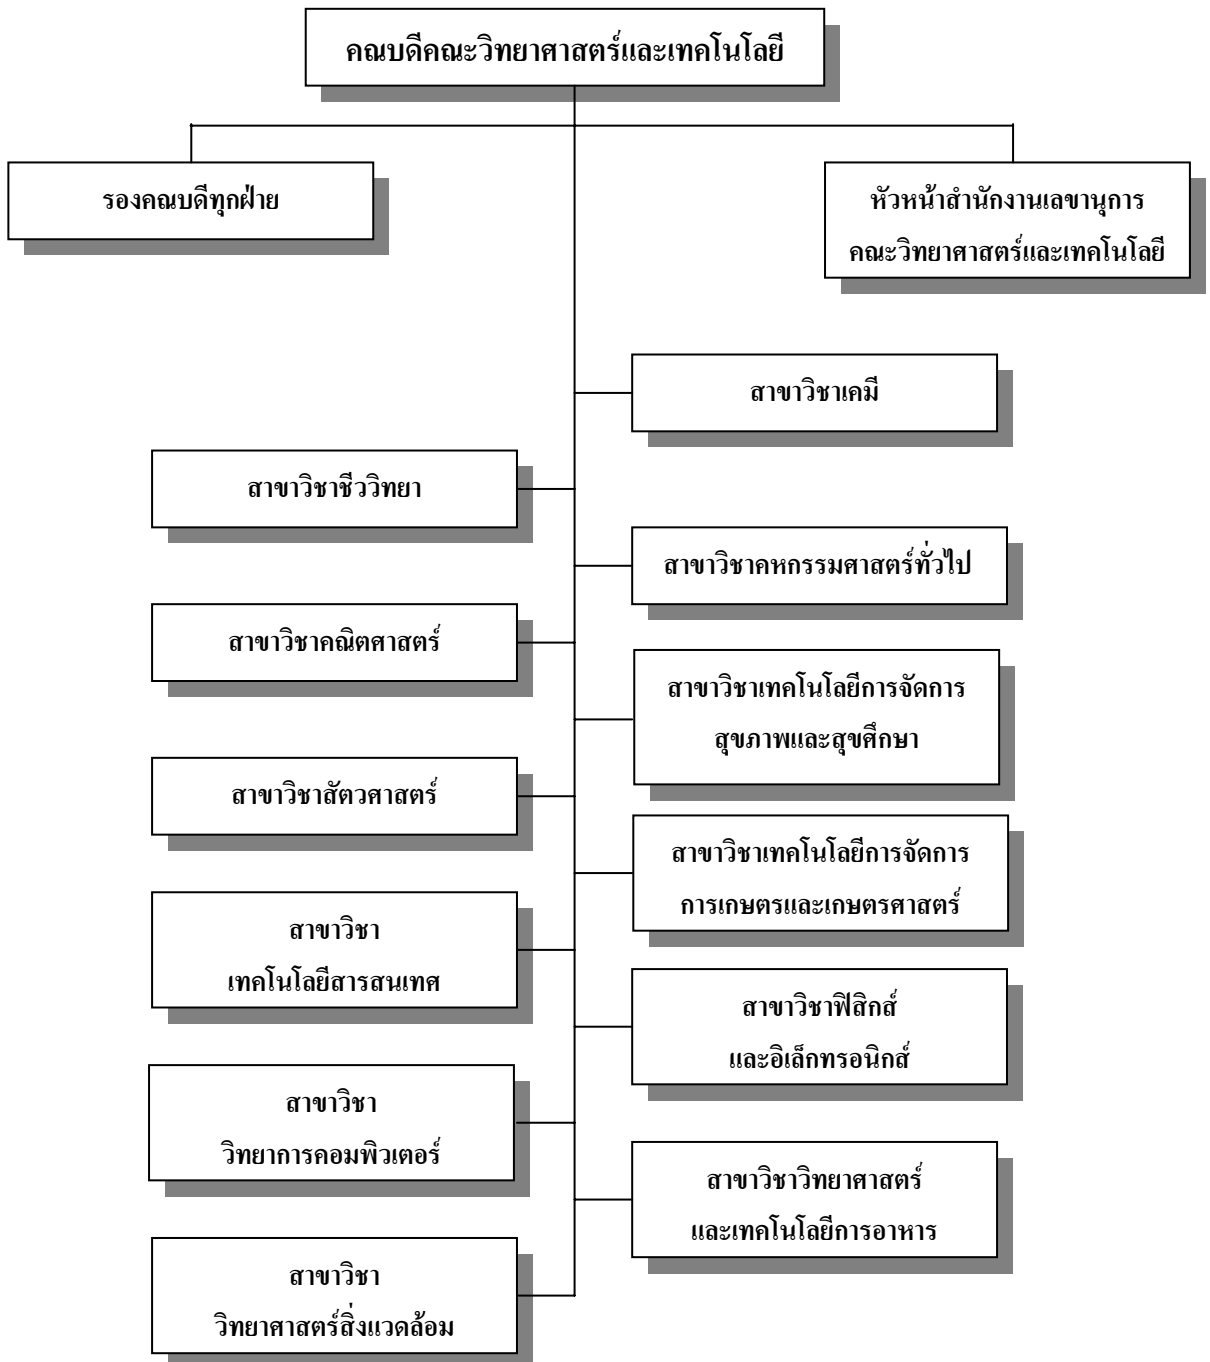 คณบดีคณะวิทยาศาสตร์และเทคโนโลยี
รองคณบดีทุกฝ่าย
หัวหน้าสำนักงานเลขานุการ
คณะวิทยาศาสตร์และเทคโนโลยี
สาขาวิชาเคมี
สาขาวิชาชีววิทยา
สาขาวิชาคหกรรมศาสตร์ทั่วไป
สาขาวิชาคณิตศาสตร์
สาขาวิชาเทคโนโลยีการจัดการ
สุขภาพและสุขศึกษา
สาขาวิชาสัตวศาสตร์
สาขาวิชาเทคโนโลยีการจัดการ
การเกษตรและเกษตรศาสตร์
สาขาวิชา
เทคโนโลยีสารสนเทศ
สาขาวิชาฟิสิกส์
และอิเล็กทรอนิกส์
สาขาวิชา
วิทยาการคอมพิวเตอร์
สาขาวิชาวิทยาศาสตร์
และเทคโนโลยีการอาหาร
สาขาวิชา
วิทยาศาสตร์สิ่งแวดล้อม